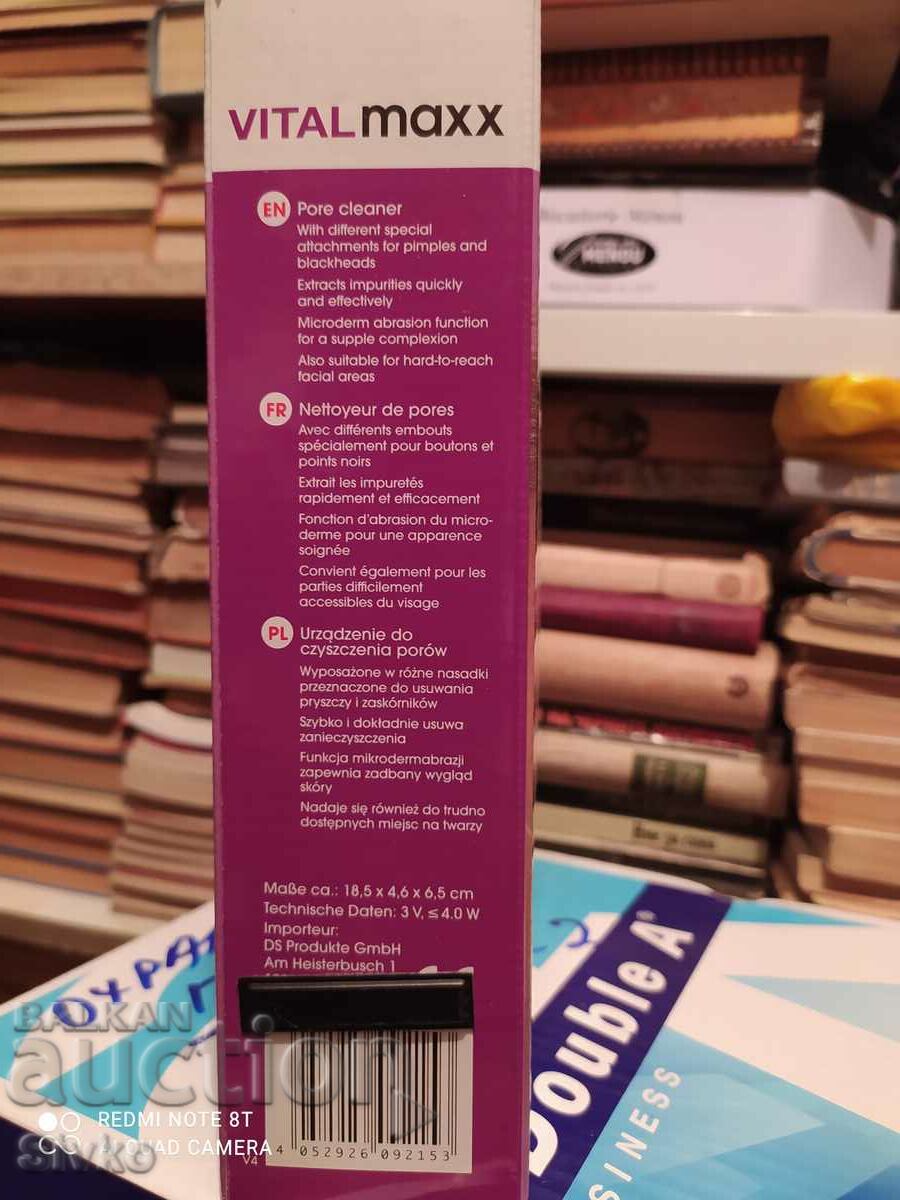 VITALmaxx
EN Pore cleaner
With different special
attachments for pimples and
blackheads
Extracts impurities quickly
and effectively
Microderm abrasion function
for a supple complexion
Also suitable for hard-to-reach
facial areas
FR Nettoyeur de pores
Avec différents embouts
spécialement pour boutons et
points noirs
Extrait les impuretés
rapidement et efficacement
Fonction d'abrasion du micro-
derme pour une apparence
soignée
Convient également pour les
parties difficilement
accessibles du visage
PL Urządzenie do
czyszczenia porów
Wyposażone w różne nasadki
przeznaczone do usuwania
pryszczy i zaskórników
Szybko i dokładnie usuwa
zanieczyszczenia
Funkcja mikrodermabrazji
zapewnia zadbany wygląd
skóry
Nadaje się również do trudno
dostępnych miejsc na twarzy
Maße ca.: 18,5 x 4,6 x 6,5 cm
Technische Daten: 3 V, ≤ 4.0 W
Importeur:
DS Produkte GmbH
Am Heisterbusch 1
4 052926 092153
V4
MENOU
Double A
BUSINESS
BALKAN
auction
REDMI NOTE 8T
AI QUAD CAMERA